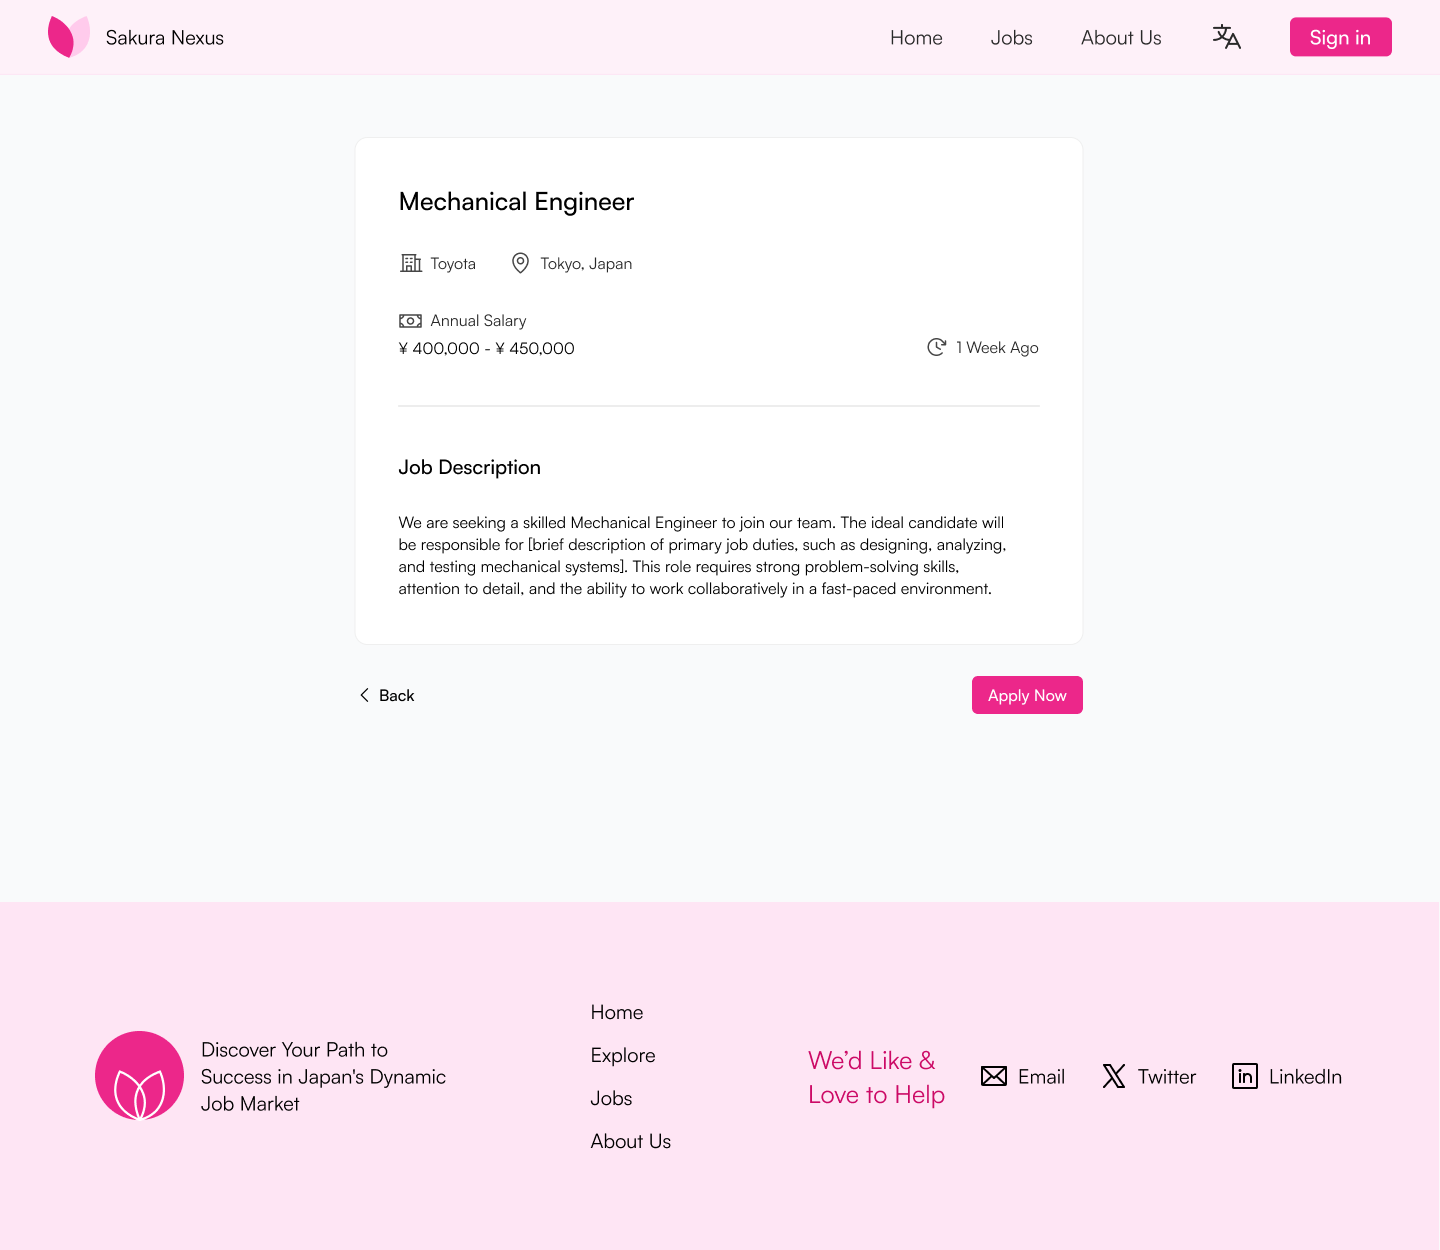 Sakura Nexus
Home
Jobs
About Us
文A
Sign in
Mechanical Engineer
Toyota
Tokyo, Japan
Annual Salary
¥ 400,000 - ¥ 450,000
1 Week Ago
Job Description
We are seeking a skilled Mechanical Engineer to join our team. The ideal candidate will
be responsible for [brief description of primary job duties, such as designing, analyzing,
and testing mechanical systems]. This role requires strong problem-solving skills,
attention to detail, and the ability to work collaboratively in a fast-paced environment.
Back
Apply Now
Discover Your Path to
Success in Japan's Dynamic
Job Market
Home
Explore
Jobs
About Us
We’d Like &
Love to Help
Email
Twitter
LinkedIn